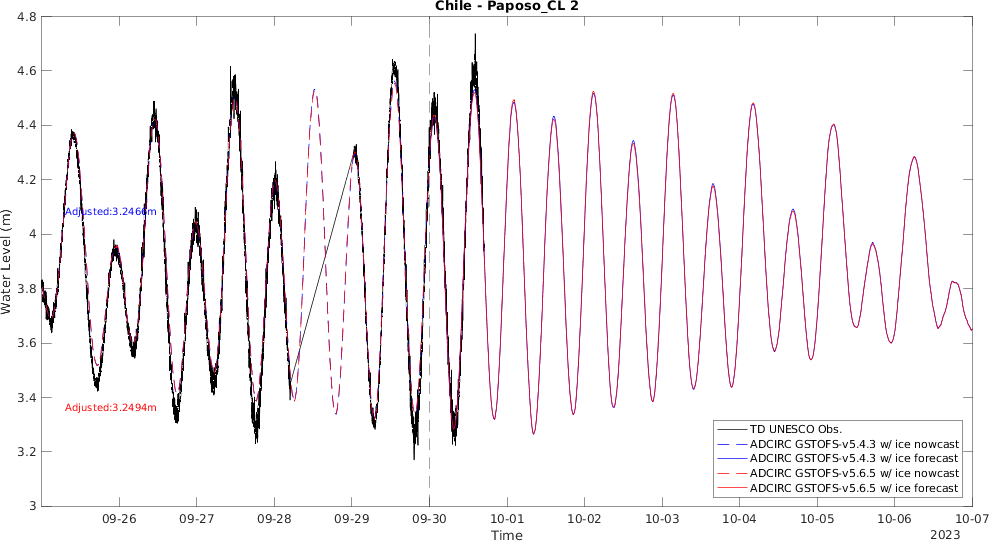 Chile - Paposo_CL 2
4.8
4.6
4.4
4.2
4
3.8
3.6
3.4
3.2
3
Water Level (m)
Adjusted:3.2466m
Adjusted:3.2494m
TD UNESCO Obs.
ADCIRC GSTOFS-v5.4.3 w/ ice nowcast
ADCIRC GSTOFS-v5.4.3 w/ ice forecast
ADCIRC GSTOFS-v5.6.5 w/ ice nowcast
ADCIRC GSTOFS-v5.6.5 w/ ice forecast
09-26 09-27 09-28 09-29 09-30 10-01 10-02 10-03 10-04 10-05 10-06 10-07
Time
2023